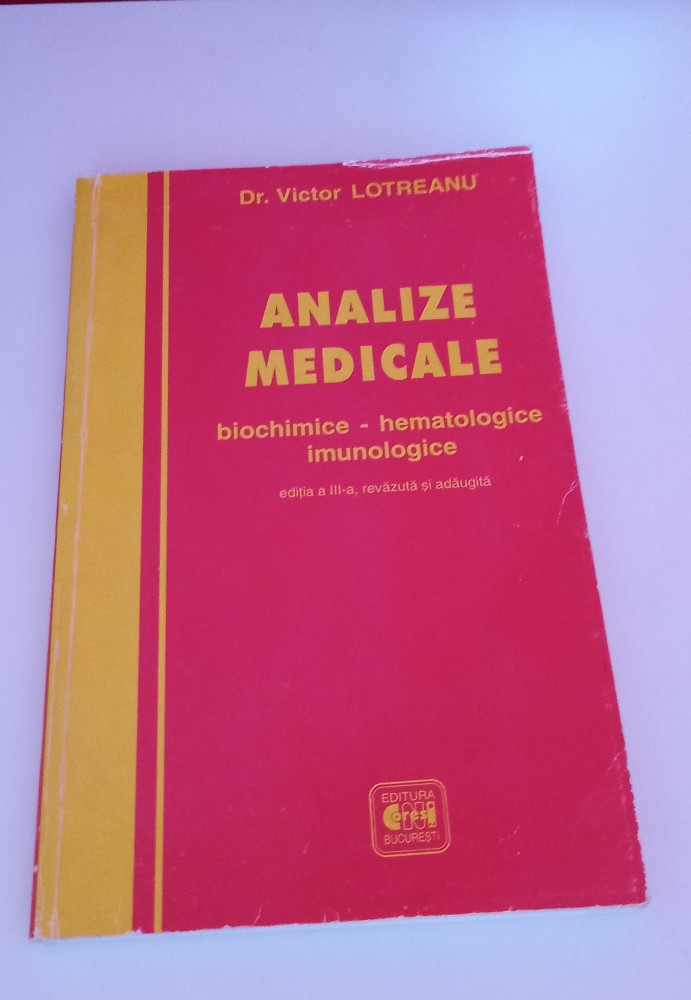 Dr. Victor LOTREANU
ANALIZE
MEDICALE
biochimice - hematologice
imunologice
ediția a III-a, revăzută și adăugită
EDITURA
Coresi
BUCUREȘTI